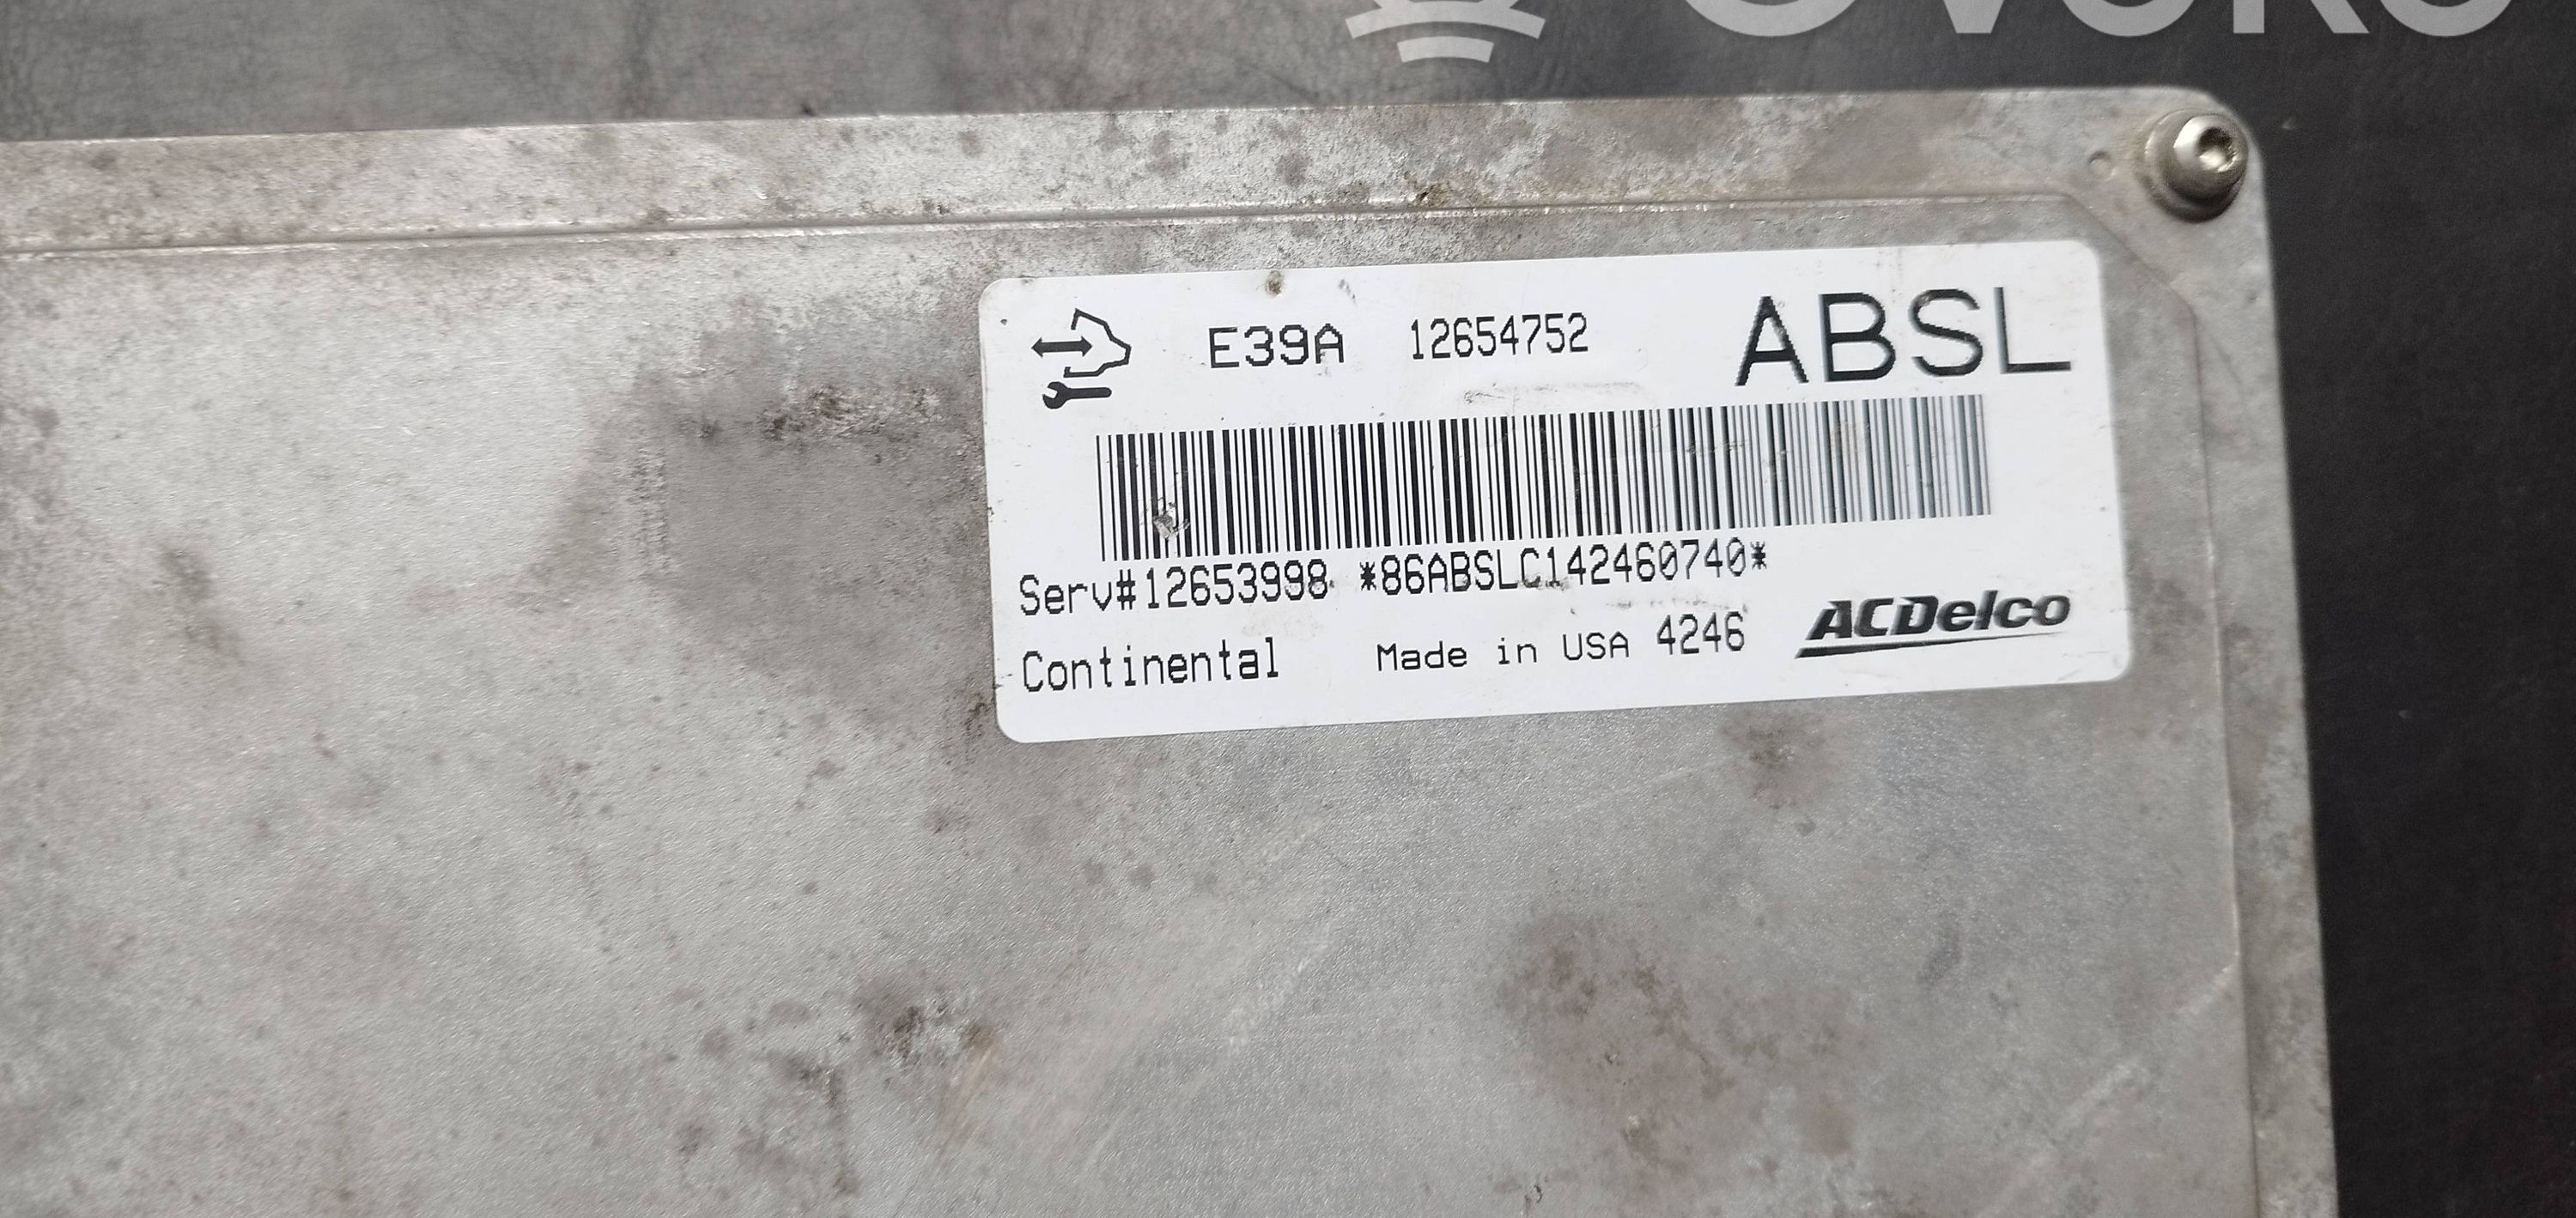 E39A 12654752 ABSL
Serv#12653998 *86ABSLC142460740*
Continental Made in USA 4246 ACDelco